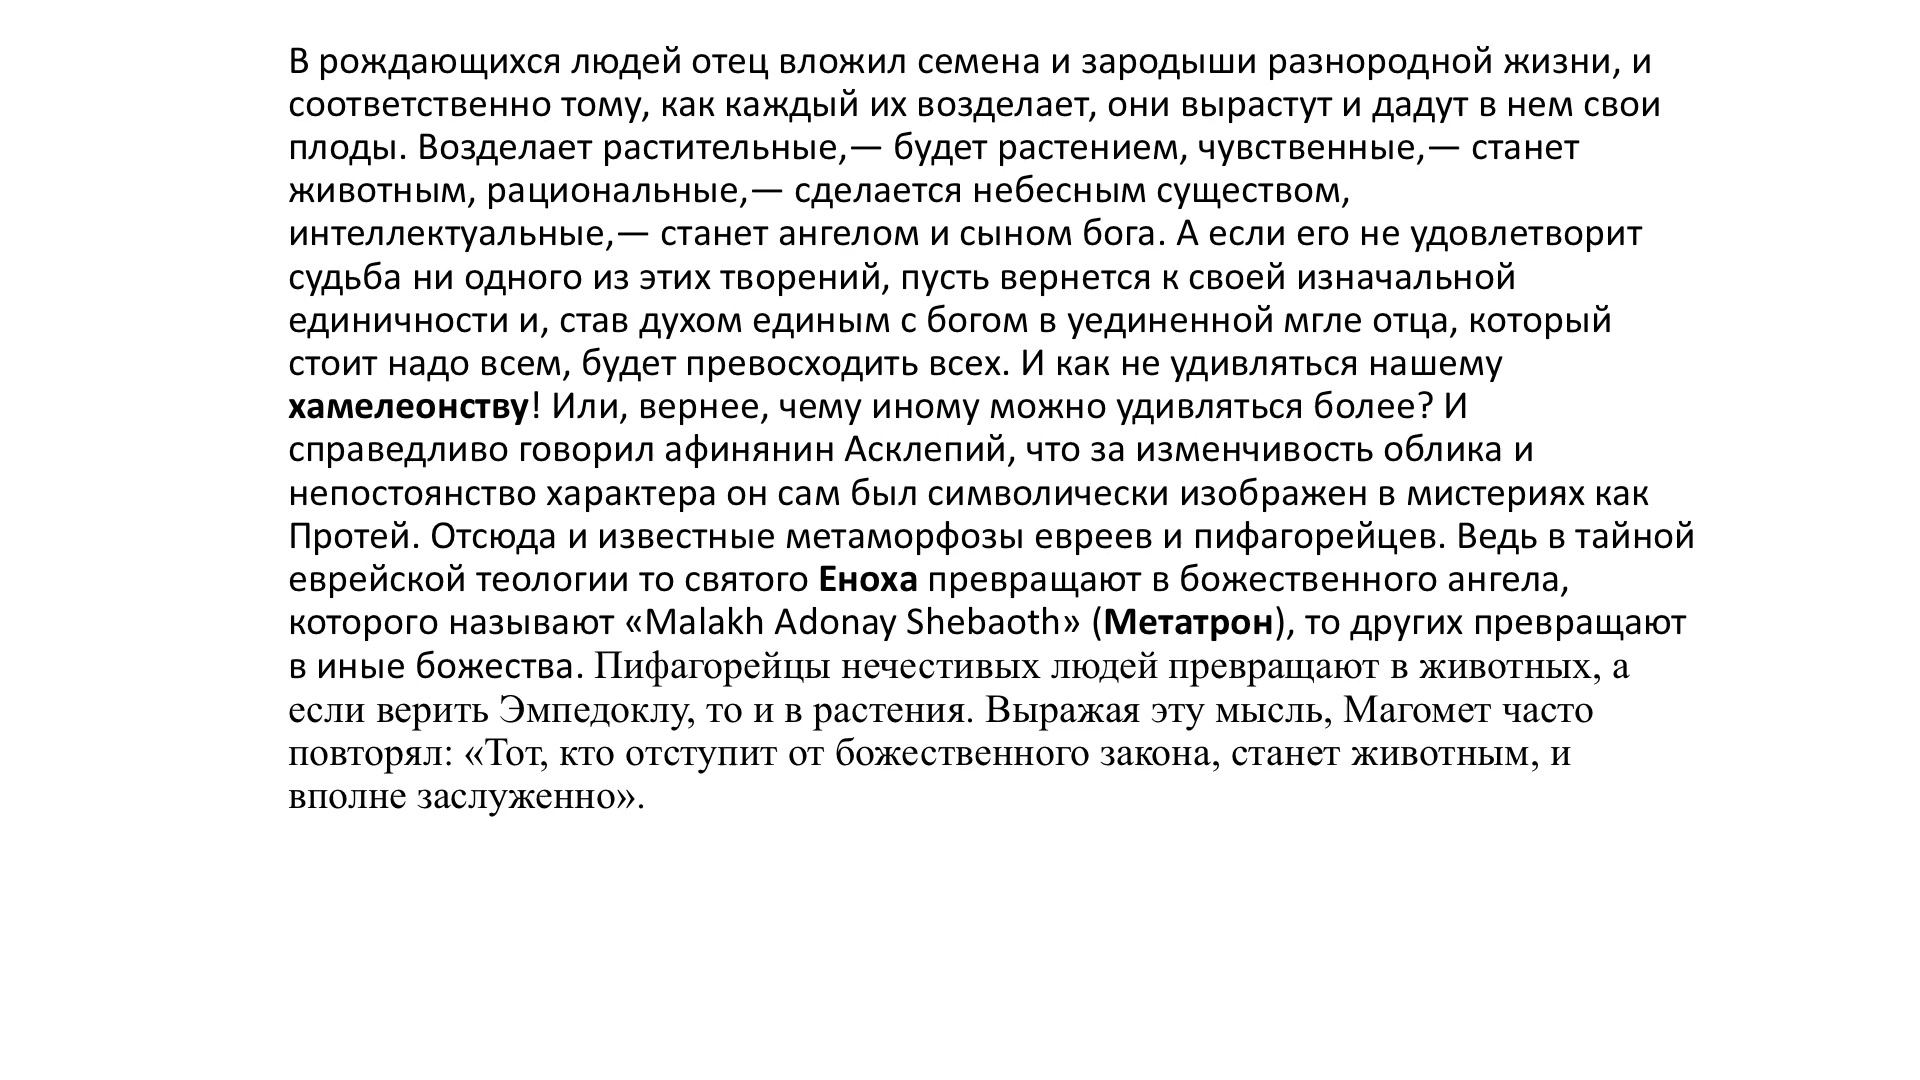 В рождающихся людей отец вложил семена и зародыши разнородной жизни, и
соответственно тому, как каждый их возделает, они вырастут и дадут в нем свои
плоды. Возделает растительные,— будет растением, чувственные,— станет
животным, рациональные,— сделается небесным существом,
интеллектуальные,— станет ангелом и сыном бога. А если его не удовлетворит
судьба ни одного из этих творений, пусть вернется к своей изначальной
единичности и, став духом единым с богом в уединенной мгле отца, который
стоит надо всем, будет превосходить всех. И как не удивляться нашему
хамелеонству! Или, вернее, чему иному можно удивляться более? И
справедливо говорил афинянин Асклепий, что за изменчивость облика и
непостоянство характера он сам был символически изображен в мистериях как
Протей. Отсюда и известные метаморфозы евреев и пифагорейцев. Ведь в тайной
еврейской теологии то святого Еноха превращают в божественного ангела,
которого называют «Malakh Adonay Shebaoth» (Метатрон), то других превращают
в иные божества. Пифагорейцы нечестивых людей превращают в животных, а
если верить Эмпедоклу, то и в растения. Выражая эту мысль, Магомет часто
повторял: «Тот, кто отступит от божественного закона, станет животным, и
вполне заслуженно».